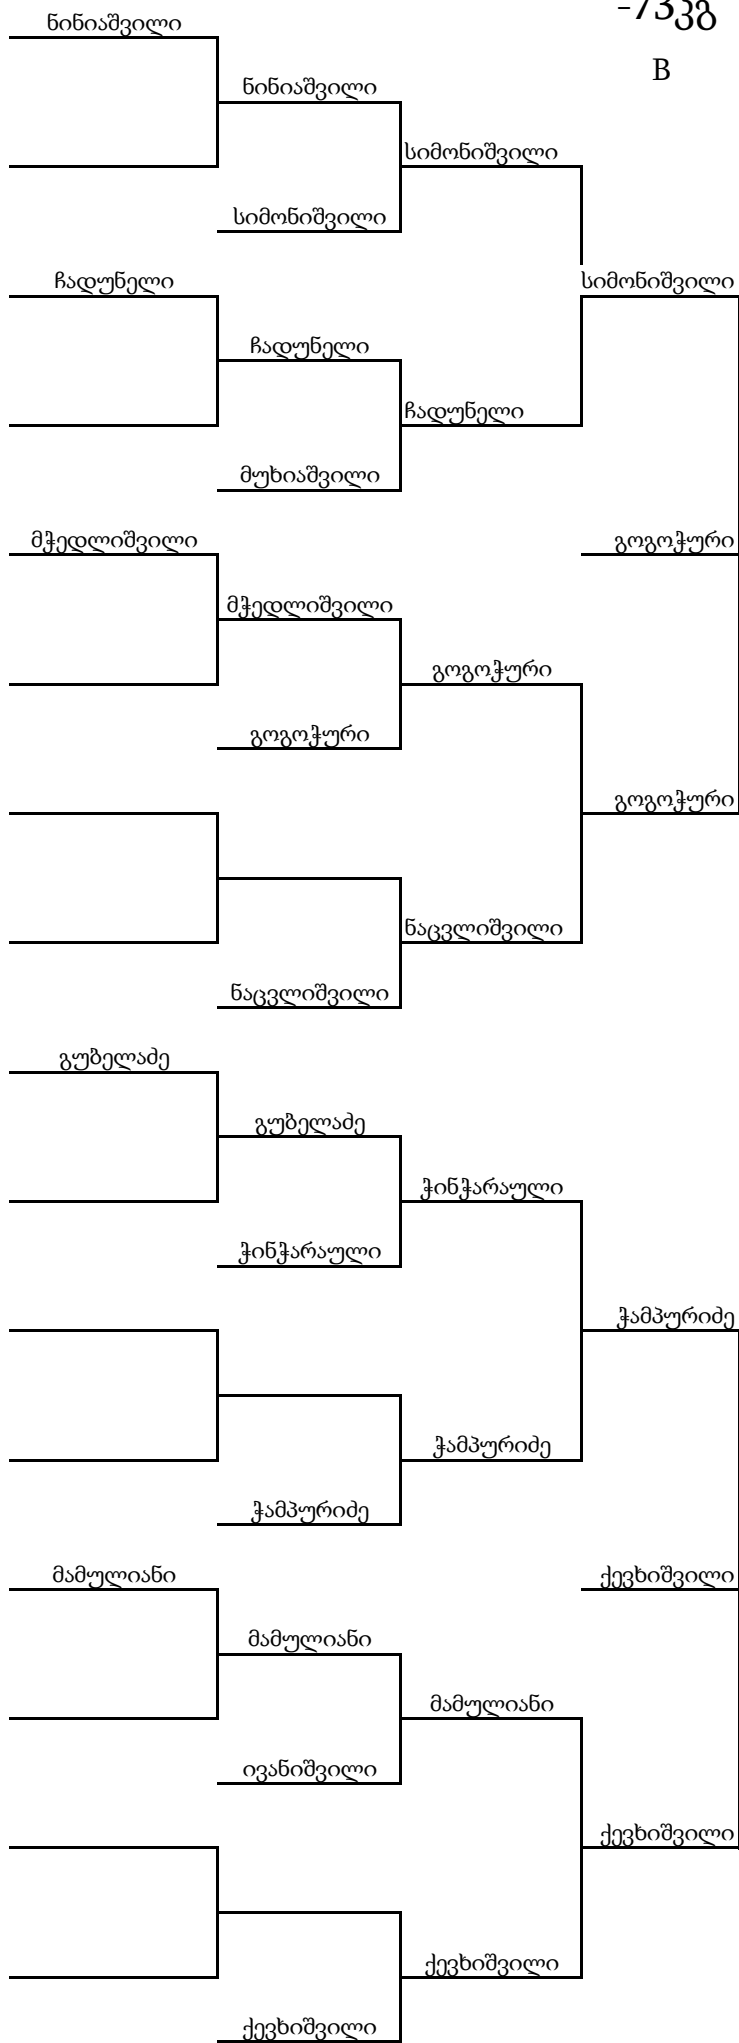 -73კგ
ნინიაშვილი
B
ნინიაშვილი
სიმონიშვილი
სიმონიშვილი
ჩადუნელი
სიმონიშვილი
ჩადუნელი
ჩადუნელი
მუხიაშვილი
მჭედლიშვილი
გოგოჭური
მჭედლიშვილი
გოგოჭური
გოგოჭური
გოგოჭური
ნაცვლიშვილი
ნაცვლიშვილი
გუბელაძე
გუბელაძე
ჭინჭარაული
ჭინჭარაული
ჭამპურიძე
ჭამპურიძე
ჭამპურიძე
მამულიანი
ქევხიშვილი
მამულიანი
მამულიანი
ივანიშვილი
ქევხიშვილი
ქევხიშვილი
ქევხიშვილი